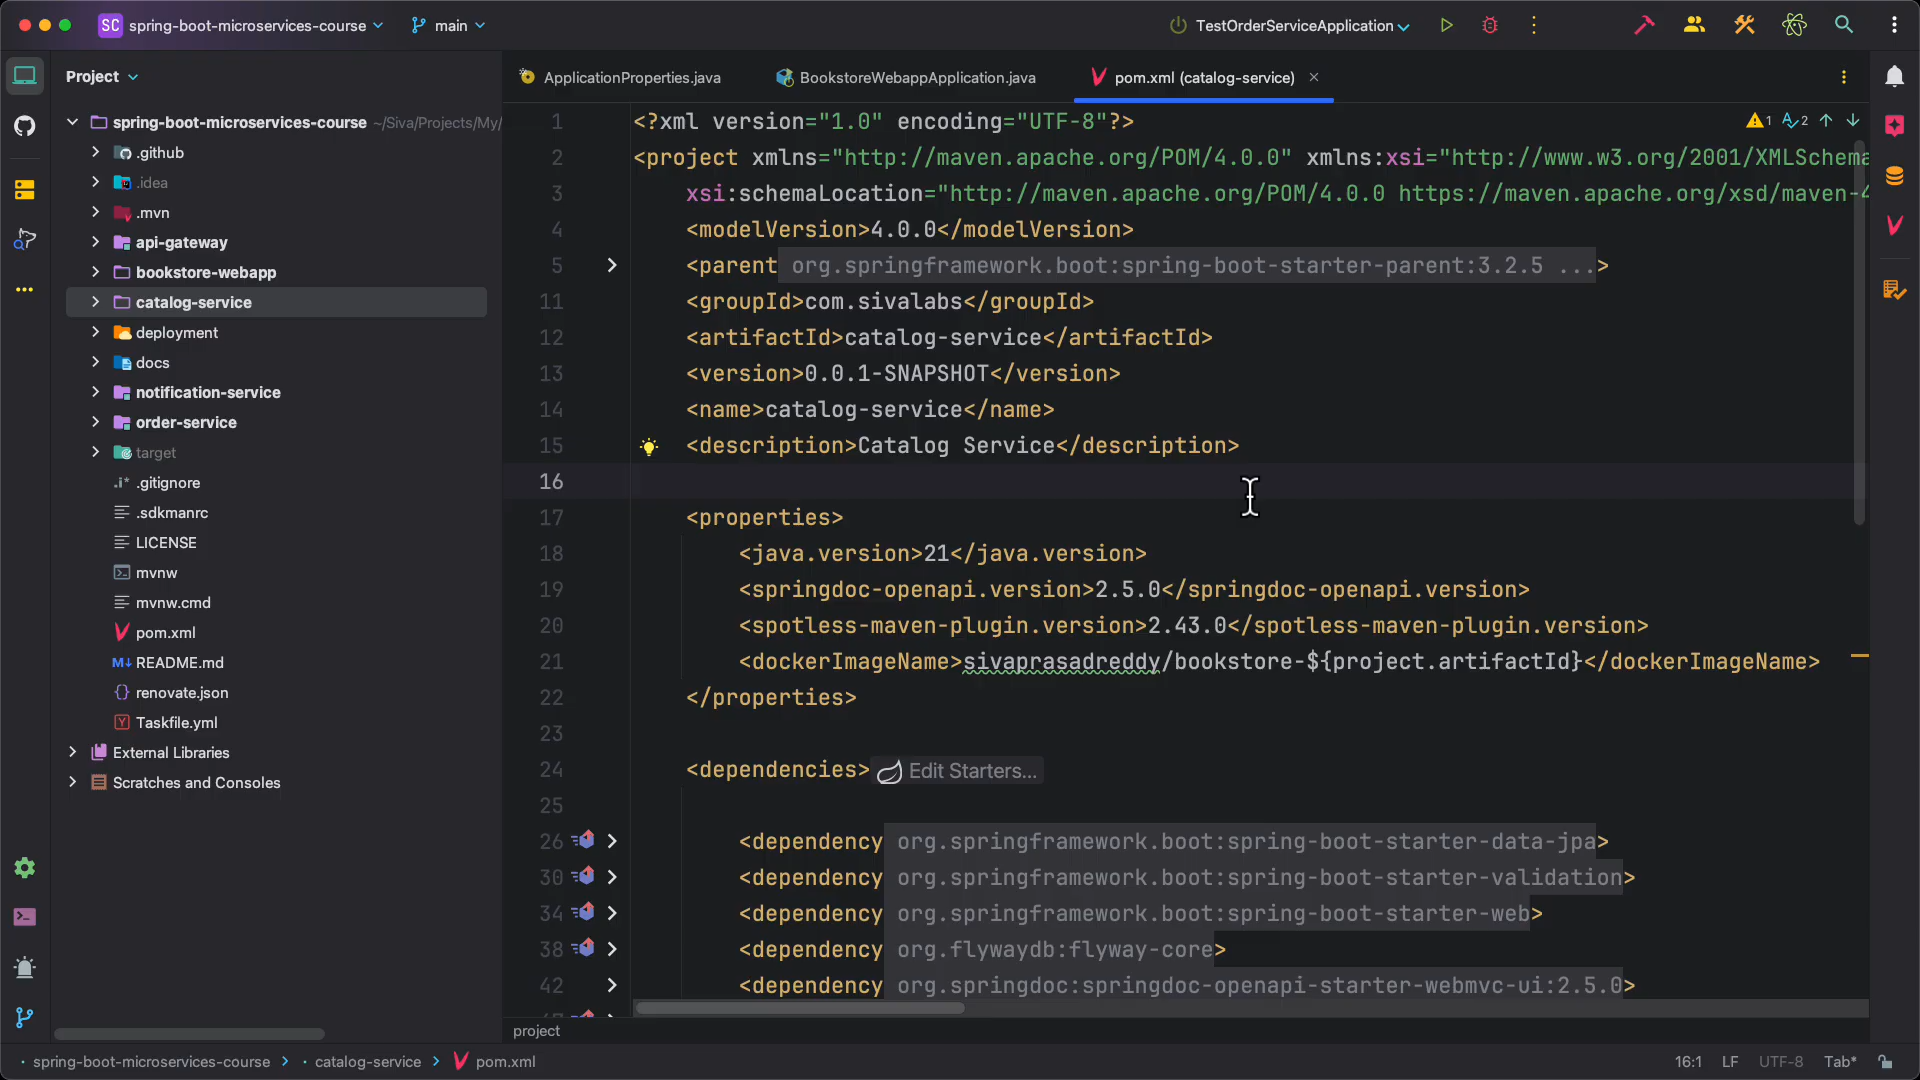 SC spring-boot-microservices-course main TestOrderServiceApplication
Project
ApplicationProperties.java BookstoreWebappApplication.java pom.xml (catalog-service)
spring-boot-microservices-course ~/Siva/Projects/My/
.github
.idea
.mvn
api-gateway
bookstore-webapp
catalog-service
deployment
docs
notification-service
order-service
target
.gitignore
.sdkmanrc
LICENSE
mvnw
mvnw.cmd
pom.xml
M↓ README.md
renovate.json
Taskfile.yml
External Libraries
Scratches and Consoles
1 <?xml version="1.0" encoding="UTF-8"?>
1 2
2 <project xmlns="http://maven.apache.org/POM/4.0.0" xmlns:xsi="http://www.w3.org/2001/XMLSchema
3 xsi:schemaLocation="http://maven.apache.org/POM/4.0.0 https://maven.apache.org/xsd/maven-4
4 <modelVersion>4.0.0</modelVersion>
5 <parent org.springframework.boot:spring-boot-starter-parent:3.2.5 ...>
11 <groupId>com.sivalabs</groupId>
12 <artifactId>catalog-service</artifactId>
13 <version>0.0.1-SNAPSHOT</version>
14 <name>catalog-service</name>
15 <description>Catalog Service</description>
16
17 <properties>
18 <java.version>21</java.version>
19 <springdoc-openapi.version>2.5.0</springdoc-openapi.version>
20 <spotless-maven-plugin.version>2.43.0</spotless-maven-plugin.version>
21 <dockerImageName>sivaprasadreddy/bookstore-${project.artifactId}</dockerImageName>
22 </properties>
23
24 <dependencies> Edit Starters...
25
26 <dependency org.springframework.boot:spring-boot-starter-data-jpa>
30 <dependency org.springframework.boot:spring-boot-starter-validation>
34 <dependency org.springframework.boot:spring-boot-starter-web>
38 <dependency org.flywaydb:flyway-core>
42 <dependency org.springdoc:springdoc-openapi-starter-webmvc-ui:2.5.0>
project
spring-boot-microservices-course > catalog-service > pom.xml 16:1 LF UTF-8 Tab*